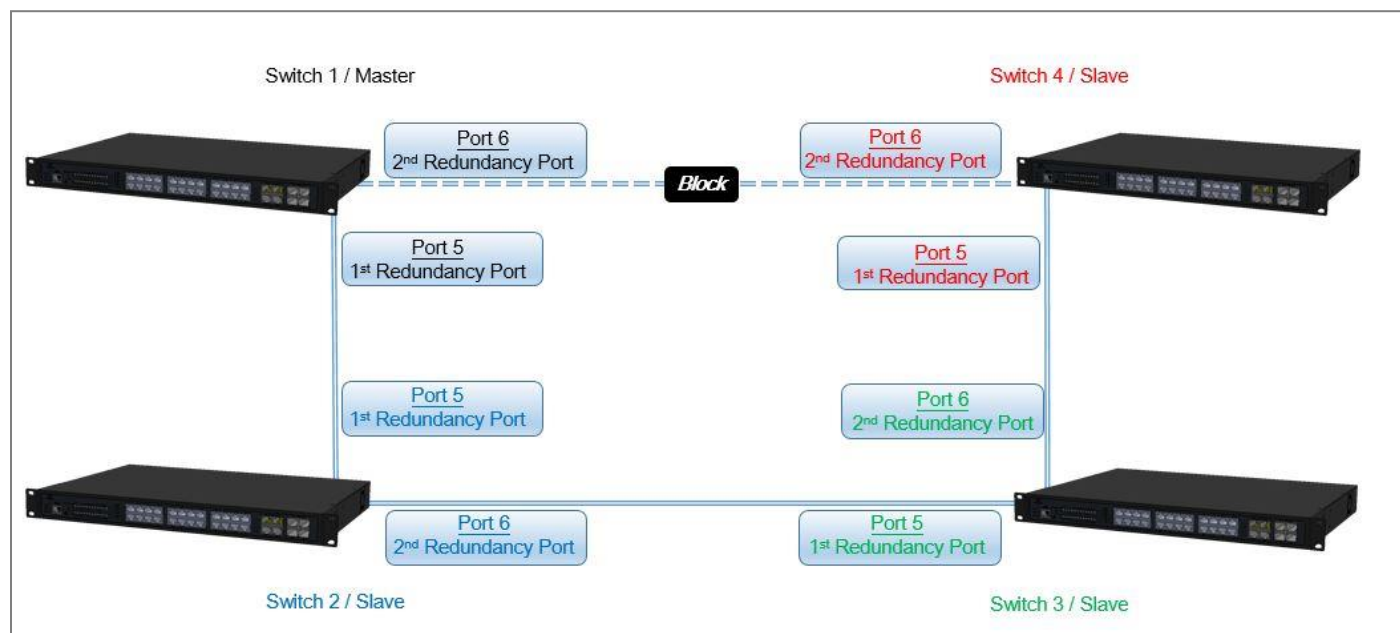 Switch 1 / Master
Switch 4 / Slave
Port 6
2nd Redundancy Port
Port 6
2nd Redundancy Port
Block
Port 5
1st Redundancy Port
Port 5
1st Redundancy Port
Port 5
1st Redundancy Port
Port 6
2nd Redundancy Port
Port 6
2nd Redundancy Port
Port 5
1st Redundancy Port
Switch 2 / Slave
Switch 3 / Slave